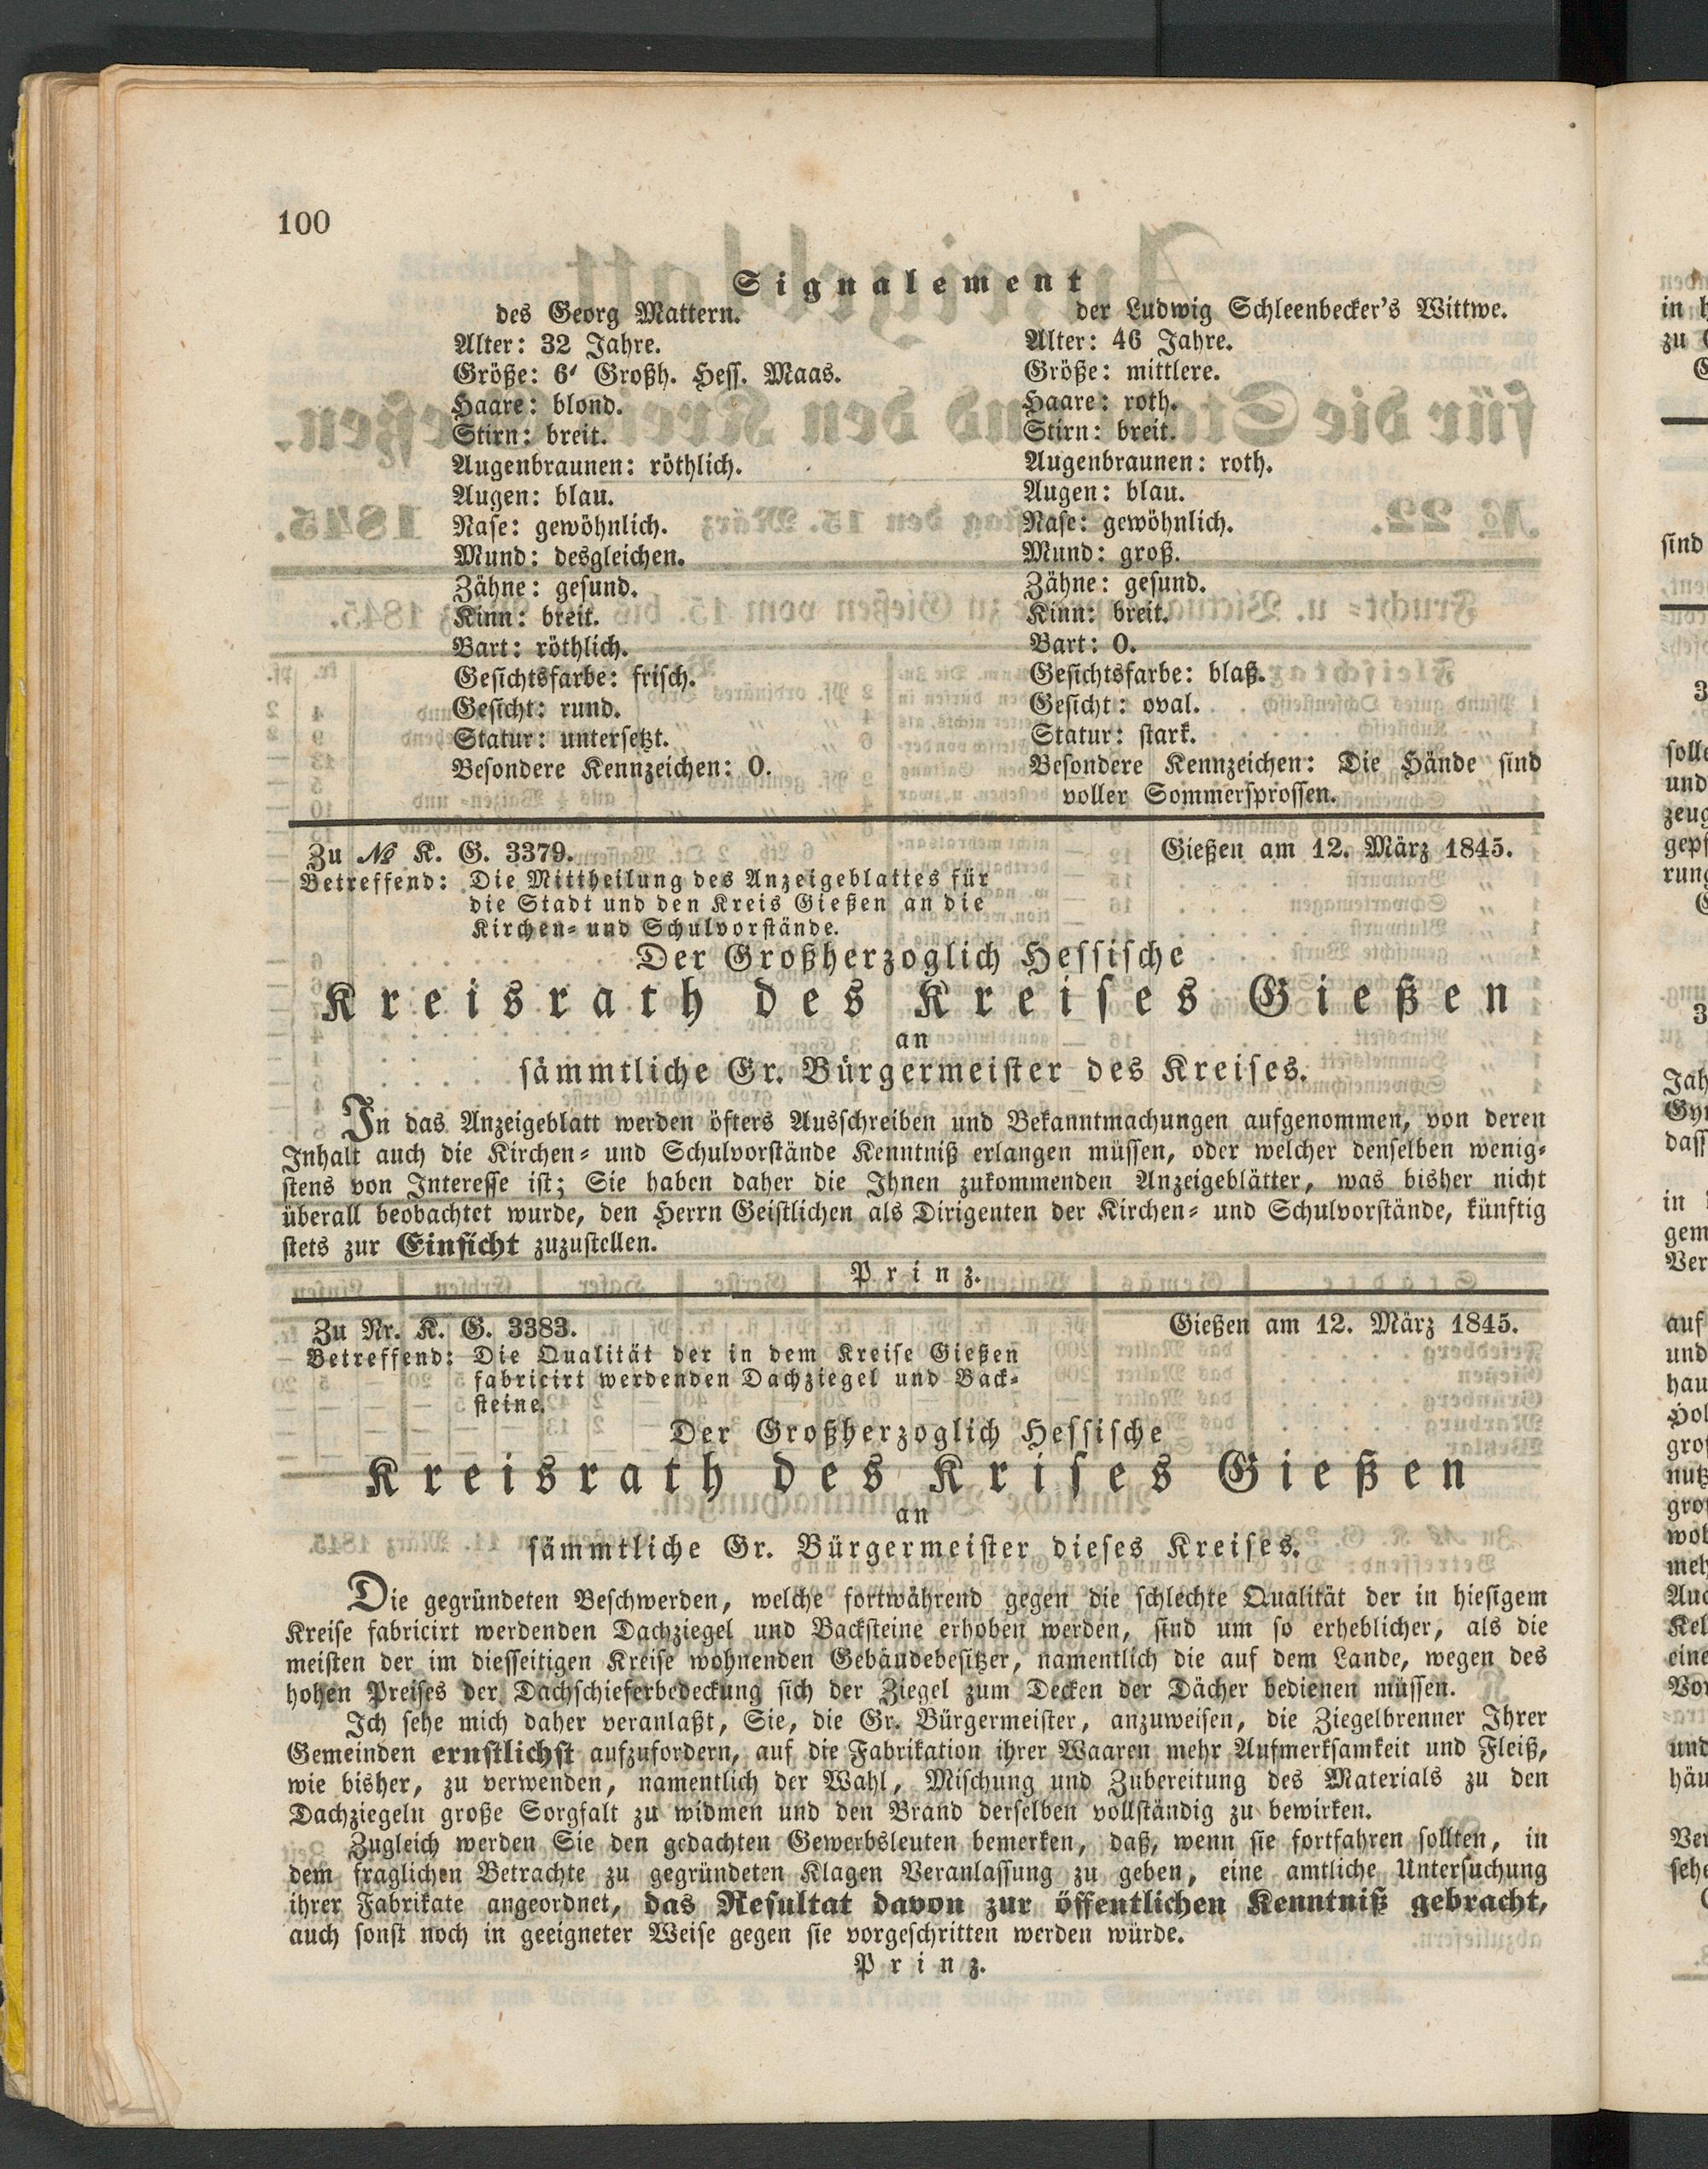 100
Signalement
des Georg Mattern.
Alter: 32 Jahre.
Größe: 6' Großh. Hess. Maas.
Haare: blond.
Stirn: breit.
Augenbraunen: röthlich.
Augen: blau.
Nase: gewöhnlich.
Mund: desgleichen.
Zähne: gesund.
Kinn: breit.
Bart: röthlich.
Gesichtsfarbe: frisch.
Gesicht: rund.
Statur: untersetzt.
Besondere Kennzeichen: 0.
der Ludwig Schleenbecker's Wittwe.
Alter: 46 Jahre.
Größe: mittlere.
Haare: roth.
Stirn: breit.
Augenbraunen: roth.
Augen: blau.
Nase: gewöhnlich.
Mund: groß.
Zähne: gesund.
Kinn: breit.
Bart: 0.
Gesichtsfarbe: blaß.
Gesicht: oval.
Statur: stark.
Besondere Kennzeichen: Die Hände sind
voller Sommersprossen.
Zu № K. G. 3379. Gießen am 12. März 1845.
Betreffend: Die Mittheilung des Anzeigeblattes für
die Stadt und den Kreis Gießen an die
Kirchen- und Schulvorstände.
Der Großherzoglich Hessische
Kreisrath des Kreises Gießen
an
sämmtliche Gr. Bürgermeister des Kreises.
In das Anzeigeblatt werden öfters Ausschreiben und Bekanntmachungen aufgenommen, von deren
Inhalt auch die Kirchen- und Schulvorstände Kenntniß erlangen müssen, oder welcher denselben wenig-
stens von Interesse ist; Sie haben daher die Ihnen zukommenden Anzeigeblätter, was bisher nicht
überall beobachtet wurde, den Herrn Geistlichen als Dirigenten der Kirchen- und Schulvorstände, künftig
stets zur Einsicht zuzustellen.
Prinz.
Zu Nr. K. G. 3383. Gießen am 12. März 1845.
Betreffend: Die Qualität der in dem Kreise Gießen
fabricirt werdenden Dachziegel und Back-
steine.
Der Großherzoglich Hessische
Kreisrath des Krises Gießen
an
sämmtliche Gr. Bürgermeister dieses Kreises.
Die gegründeten Beschwerden, welche fortwährend gegen die schlechte Qualität der in hiesigem
Kreise fabricirt werdenden Dachziegel und Backsteine erhoben werden, sind um so erheblicher, als die
meisten der im diesseitigen Kreise wohnenden Gebäudebesitzer, namentlich die auf dem Lande, wegen des
hohen Preises der Dachschieferbedeckung sich der Ziegel zum Decken der Dächer bedienen müssen.
Ich sehe mich daher veranlaßt, Sie, die Gr. Bürgermeister, anzuweisen, die Ziegelbrenner Ihrer
Gemeinden ernstlichst aufzufordern, auf die Fabrikation ihrer Waaren mehr Aufmerksamkeit und Fleiß,
wie bisher, zu verwenden, namentlich der Wahl, Mischung und Zubereitung des Materials zu den
Dachziegeln große Sorgfalt zu widmen und den Brand derselben vollständig zu bewirken.
Zugleich werden Sie den gedachten Gewerbsleuten bemerken, daß, wenn sie fortfahren sollten, in
dem fraglichen Betrachte zu gegründeten Klagen Veranlassung zu geben, eine amtliche Untersuchung
ihrer Fabrikate angeordnet, das Resultat davon zur öffentlichen Kenntniß gebracht,
auch sonst noch in geeigneter Weise gegen sie vorgeschritten werden würde.
Prinz.